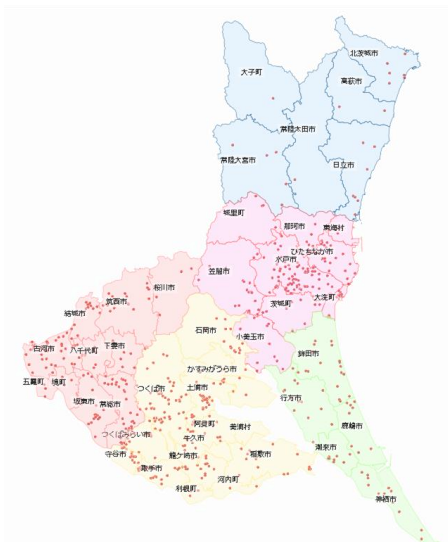 北茨城市
大子町
高萩市
常陸太田市
常陸大宮市
日立市
城里町
那珂市
東海村
ひたちなか市
水戸市
笠間市
桜川市
大洗町
茨城町
筑西市
結城市
石岡市
小美玉市
古河市
八千代町
下妻市
鉾田市
かすみがうら市
五霞町
境町
つくば市
土浦市
行方市
坂東市
常総市
阿見町
美浦村
鹿嶋市
つくばみらい市
牛久市
潮来市
守谷市
龍ケ崎市
稲敷市
取手市
河内町
利根町
神栖市